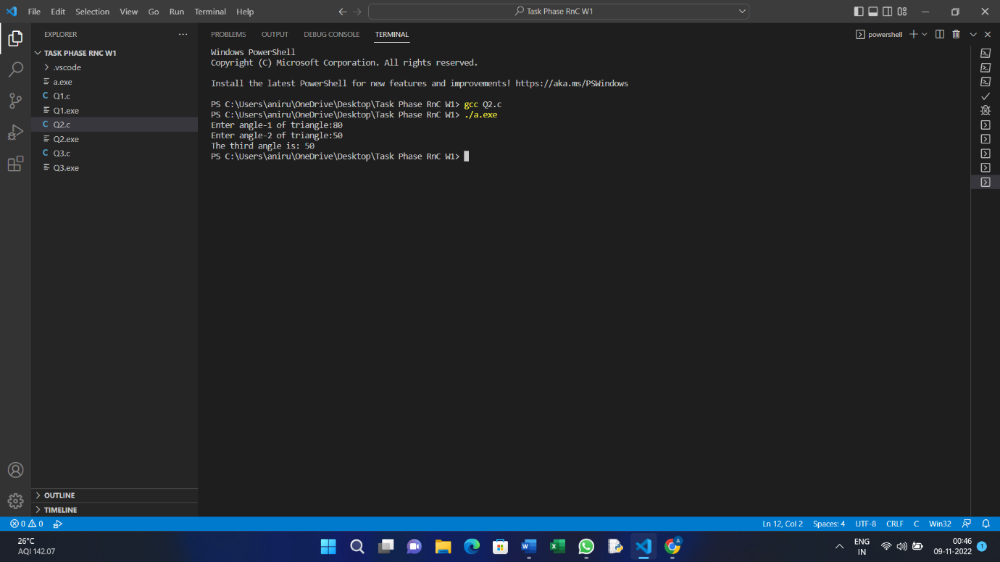 File Edit Selection View Go Run Terminal Help
Task Phase RnC W1
EXPLORER
TASK PHASE RNC W1
.vscode
a.exe
C Q1.c
Q1.exe
C Q2.c
Q2.exe
C Q3.c
Q3.exe
OUTLINE
TIMELINE
PROBLEMS OUTPUT DEBUG CONSOLE TERMINAL
powershell
Windows PowerShell
Copyright (C) Microsoft Corporation. All rights reserved.
Install the latest PowerShell for new features and improvements! https://aka.ms/PSWindows
PS C:\Users\aniru\OneDrive\Desktop\Task Phase RnC W1> gcc Q2.c
PS C:\Users\aniru\OneDrive\Desktop\Task Phase RnC W1> ./a.exe
Enter angle-1 of triangle:80
Enter angle-2 of triangle:50
The third angle is: 50
PS C:\Users\aniru\OneDrive\Desktop\Task Phase RnC W1>
0 0
Ln 12, Col 2 Spaces: 4 UTF-8 CRLF C Win32
26°C
AQI 142.07
W
X
A
ENG
IN
00:46
09-11-2022
1